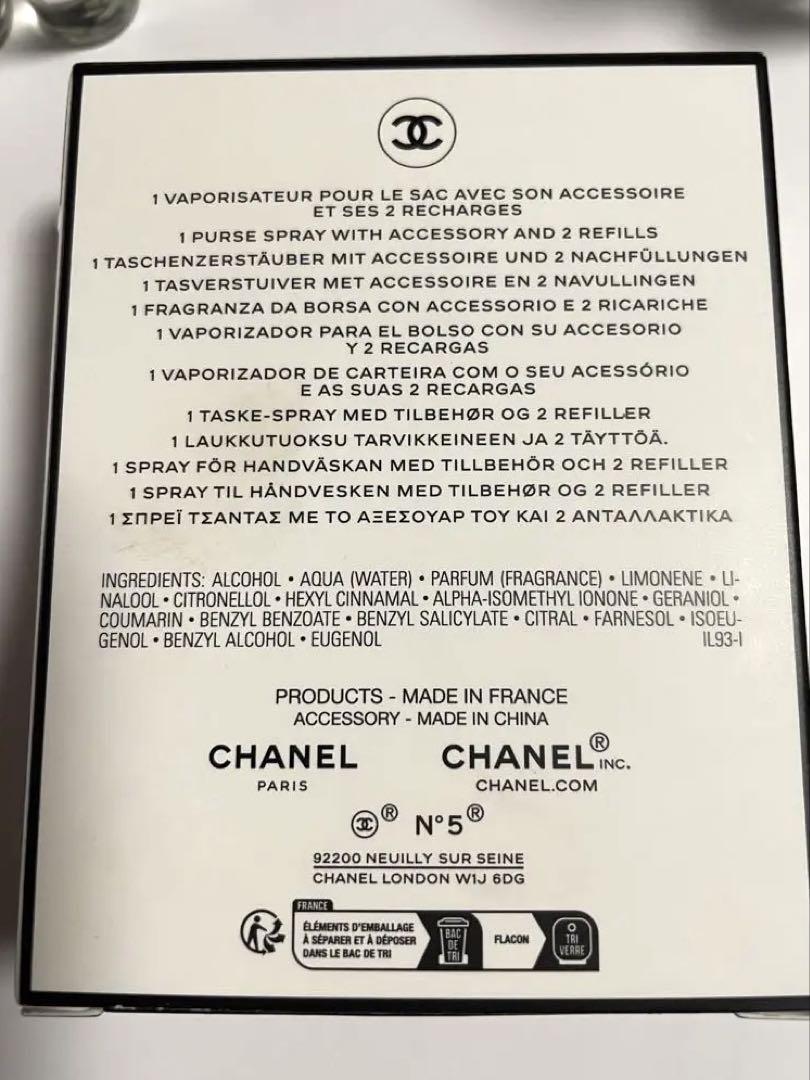 1 VAPORISATEUR POUR LE SAC AVEC SON ACCESSOIRE
ET SES 2 RECHARGES
1 PURSE SPRAY WITH ACCESSORY AND 2 REFILLS
1 TASCHENZERSTÄUBER MIT ACCESSOIRE UND 2 NACHFÜLLUNGEN
1 TASVERSTUIVER MET ACCESSOIRE EN 2 NAVULLINGEN
1 FRAGRANZA DA BORSA CON ACCESSORIO E 2 RICARICHE
1 VAPORIZADOR PARA EL BOLSO CON SU ACCESORIO
Y 2 RECARGAS
1 VAPORIZADOR DE CARTEIRA COM O SEU ACESSÓRIO
E AS SUAS 2 RECARGAS
1 TASKE-SPRAY MED TILBEHØR OG 2 REFILLER
1 LAUKKUTUOKSU TARVIKKEINEEN JA 2 TÄYTTÖÄ.
1 SPRAY FÖR HANDVÄSKAN MED TILLBEHÖR OCH 2 REFILLER
1 SPRAY TIL HÅNDVESKEN MED TILBEHØR OG 2 REFILLER
1 ΣΠΡΕΪ ΤΣΑΝΤΑΣ ΜΕ ΤΟ ΑΞΕΣΟΥΑΡ ΤΟΥ ΚΑΙ 2 ΑΝΤΑΛΛΑΚΤΙΚΑ
INGREDIENTS: ALCOHOL • AQUA (WATER) • PARFUM (FRAGRANCE) • LIMONENE • LI-
NALOOL • CITRONELLOL • HEXYL CINNAMAL • ALPHA-ISOMETHYL IONONE • GERANIOL •
COUMARIN • BENZYL BENZOATE • BENZYL SALICYLATE • CITRAL • FARNESOL • ISOEU-
GENOL • BENZYL ALCOHOL • EUGENOL IL93-I
PRODUCTS - MADE IN FRANCE
ACCESSORY - MADE IN CHINA
CHANEL CHANEL® INC.
PARIS CHANEL.COM
® N°5®
92200 NEUILLY SUR SEINE
CHANEL LONDON W1J 6DG
FRANCE
ÉLÉMENTS D'EMBALLAGE
À SÉPARER ET À DÉPOSER
DANS LE BAC DE TRI
BAC
DE
TRI
FLACON
TRI
VERRE